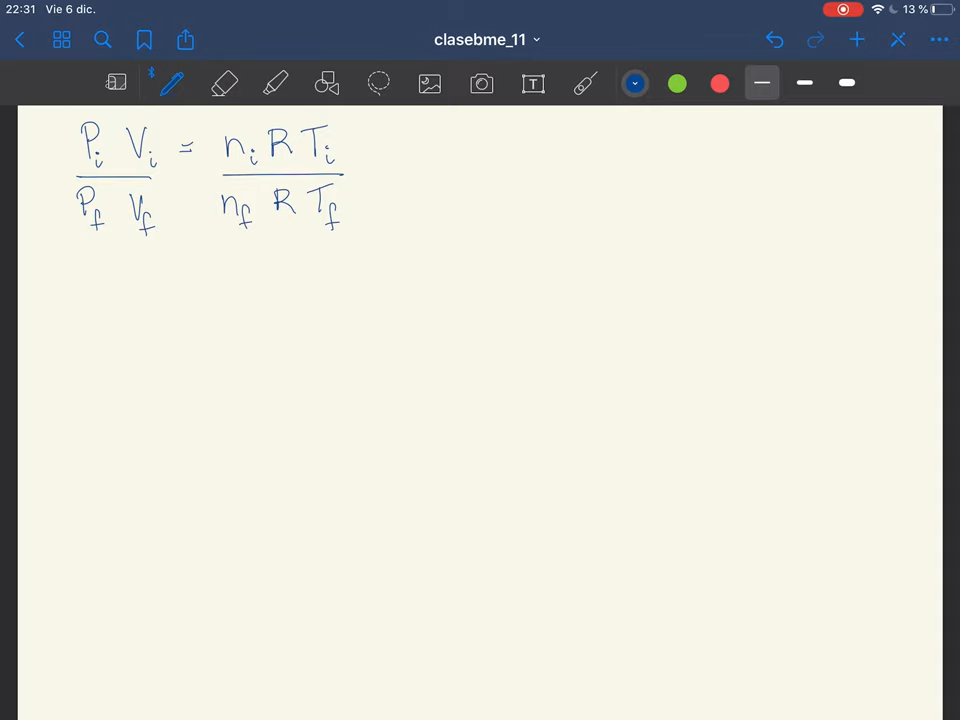 22:31 Vie 6 dic. 13 %
clasebme_11
T
Pi Vi = ni R Ti
Pf Vf nf R Tf